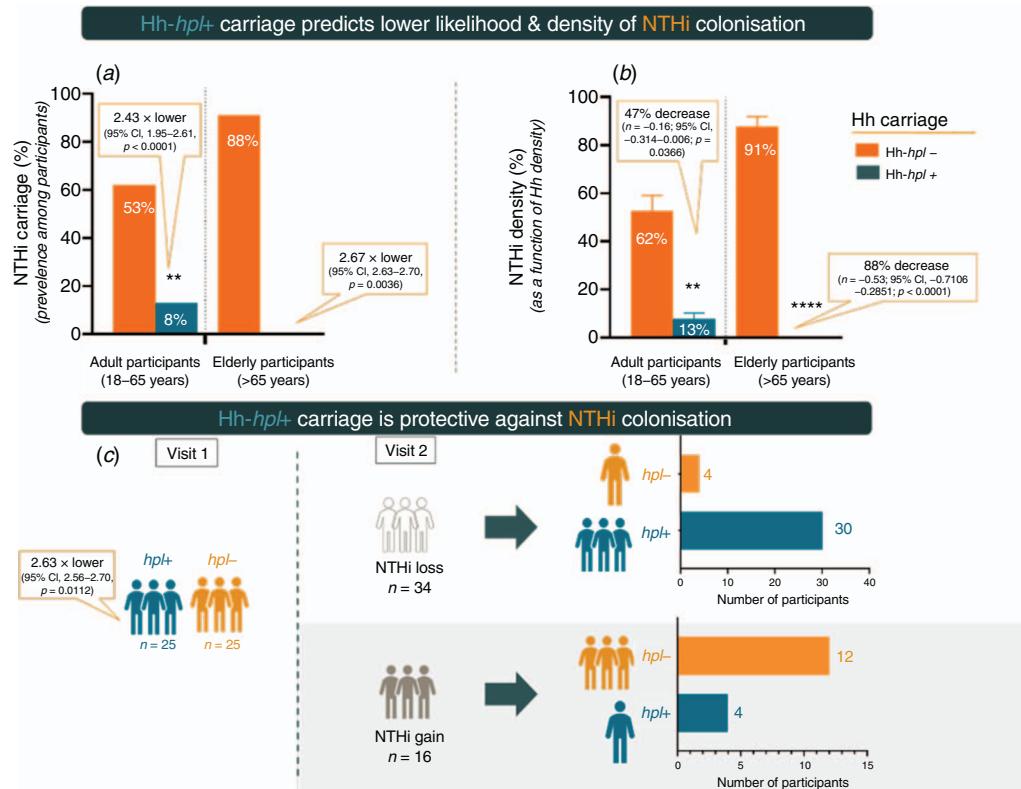 Hh-hpl+ carriage predicts lower likelihood & density of NTHi colonisation
(a)
NTHi carriage (%)
(prevelence among participants)
100
80
60
40
20
0
2.43 × lower
(95% CI, 1.95–2.61,
p < 0.0001)
53%
**
8%
88%
2.67 × lower
(95% CI, 2.63–2.70,
p = 0.0036)
Adult participants
(18–65 years)
Elderly participants
(>65 years)
(b)
NTHi density (%)
(as a function of Hh density)
100
80
60
40
20
0
47% decrease
(n = –0.16; 95% CI,
–0.314–0.006; p =
0.0366)
62%
**
13%
91%
****
88% decrease
(n = –0.53; 95% CI, –0.7106
–0.2851; p < 0.0001)
Adult participants
(18–65 years)
Elderly participants
(>65 years)
Hh carriage
Hh-hpl –
Hh-hpl +
Hh-hpl+ carriage is protective against NTHi colonisation
(c)
Visit 1
2.63 × lower
(95% CI, 2.56–2.70,
p = 0.0112)
hpl+
hpl–
n = 25
n = 25
Visit 2
NTHi loss
n = 34
hpl–
4
hpl+
30
0 10 20 30 40
Number of participants
NTHi gain
n = 16
hpl–
12
hpl+
4
0 5 10 15
Number of participants